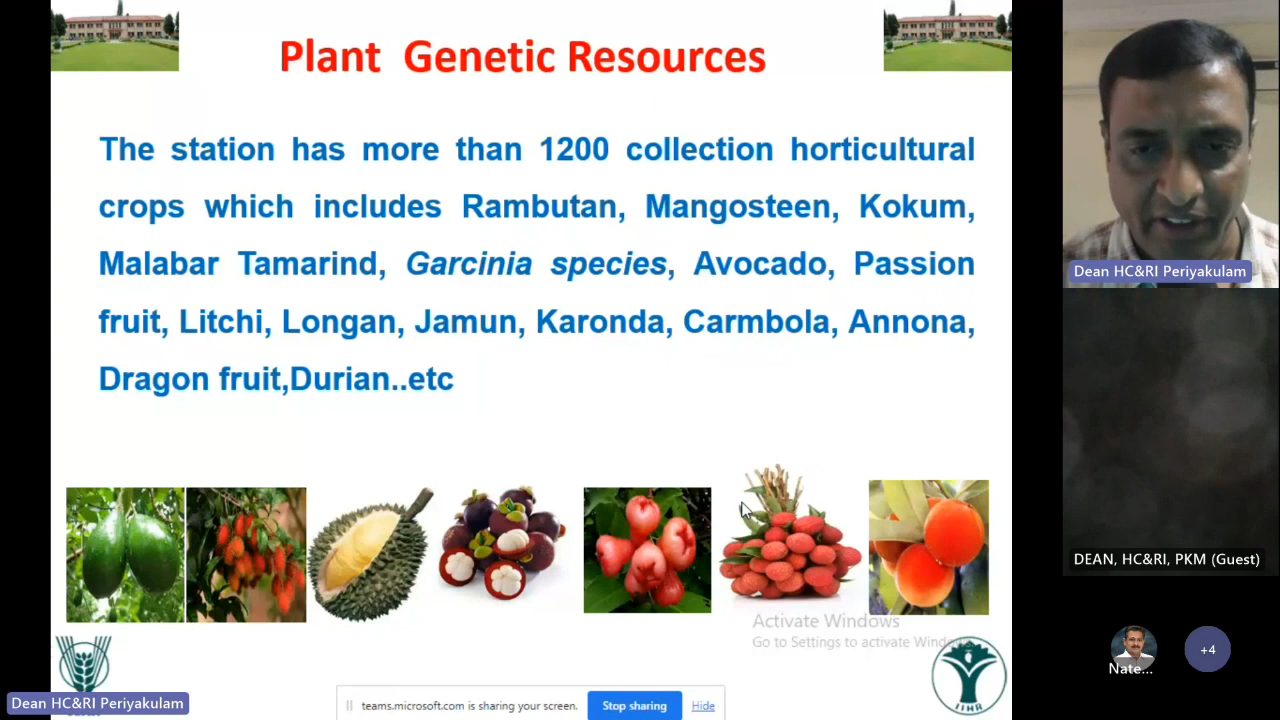 Plant Genetic Resources
The station has more than 1200 collection horticultural
crops which includes Rambutan, Mangosteen, Kokum,
Malabar Tamarind, Garcinia species, Avocado, Passion
fruit, Litchi, Longan, Jamun, Karonda, Carmbola, Annona,
Dragon fruit,Durian..etc
Activate Windows
Go to Settings to activate Windo
IIHR
teams.microsoft.com is sharing your screen.
Stop sharing
Hide
Dean HC&RI Periyakulam
Dean HC&RI Periyakulam
DEAN, HC&RI, PKM (Guest)
Nate...
+4